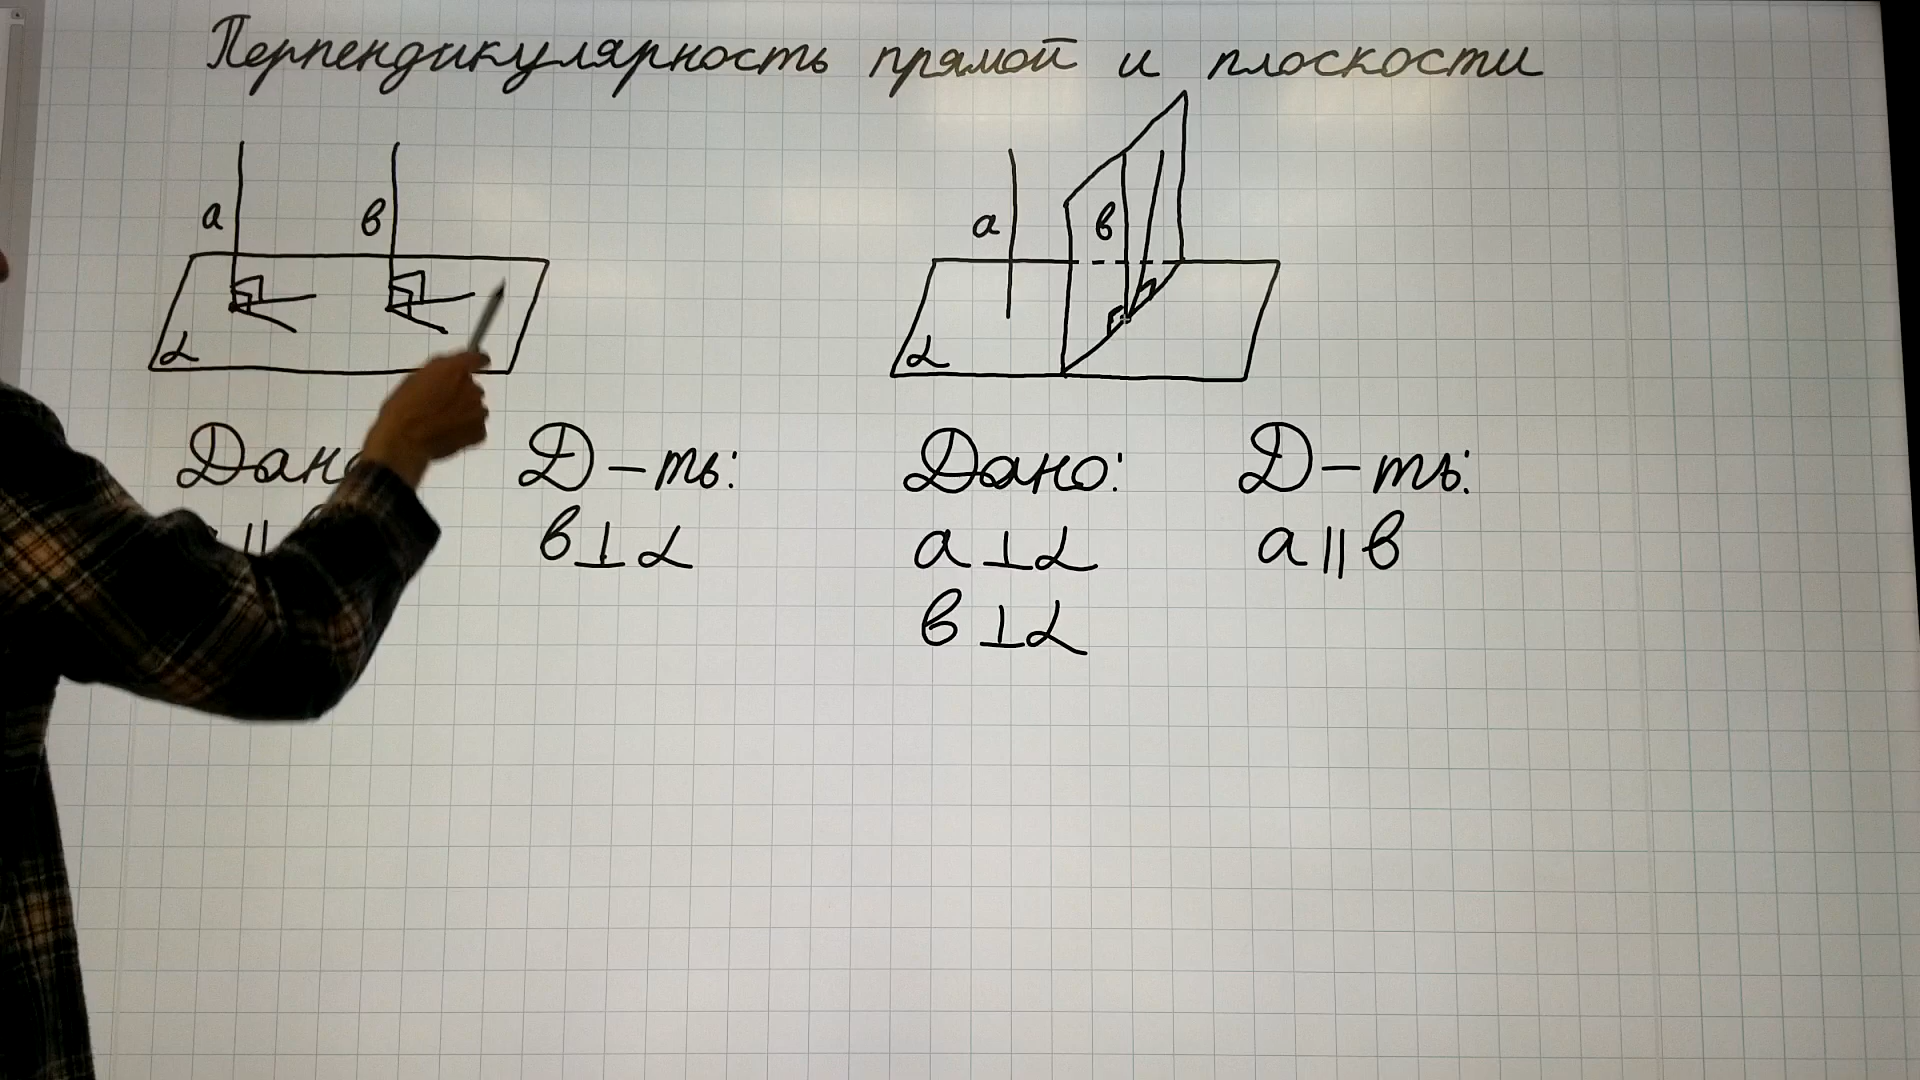 Перпендикулярность прямой и плоскости
а
в
α
Д-ть:
в⊥α
а
в
α
Дано:
а⊥α
в⊥α
Д-ть:
а||в